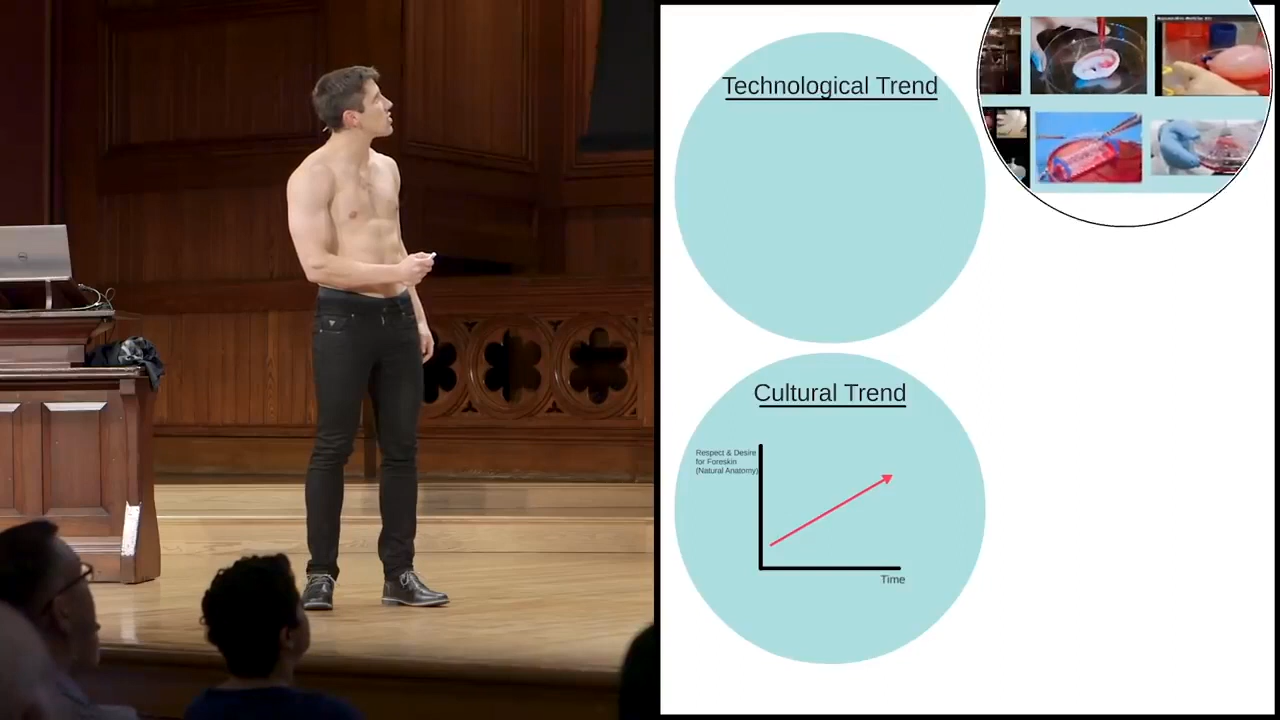 Technological Trend
Cultural Trend
Respect & Desire
for Foreskin
(Natural Anatomy)
Time